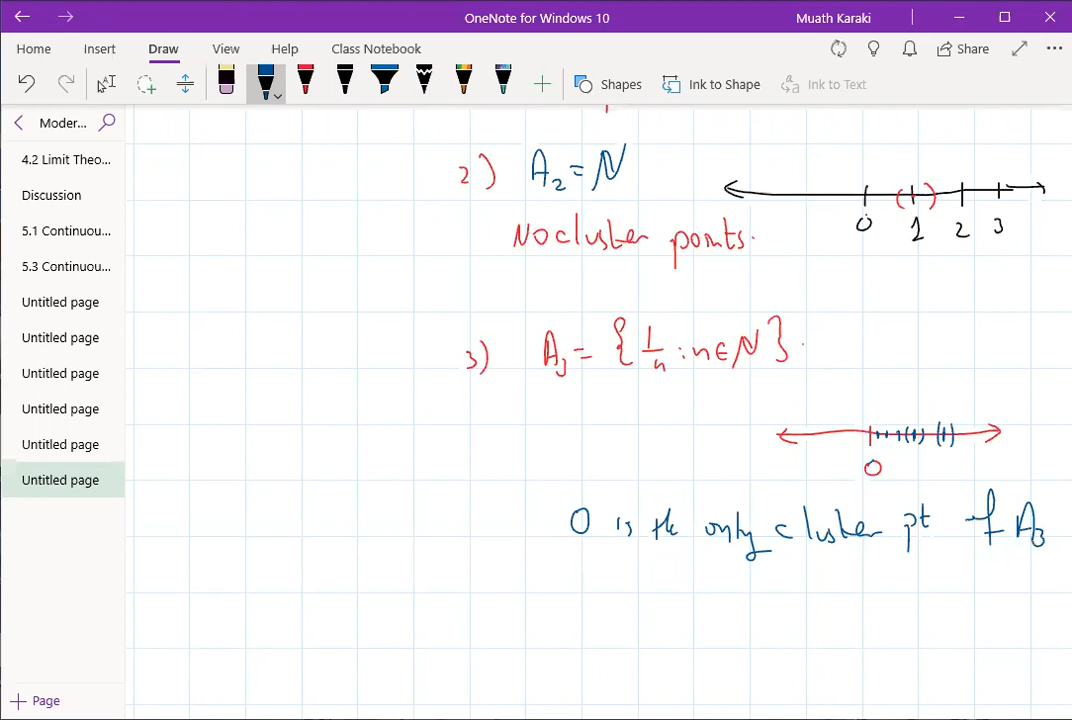 OneNote for Windows 10
Muath Karaki
Home Insert Draw View Help Class Notebook
Share
Shapes
Ink to Shape
Ink to Text
Moder...
4.2 Limit Theo...
Discussion
5.1 Continuou...
5.3 Continuou...
Untitled page
Untitled page
Untitled page
Untitled page
Untitled page
Untitled page
Page
2) A₂ = N
0 1 2 3
No cluster points.
3) A₃ = { 1/n : n ∈ N }.
0
0 is the only cluster pt of A₃